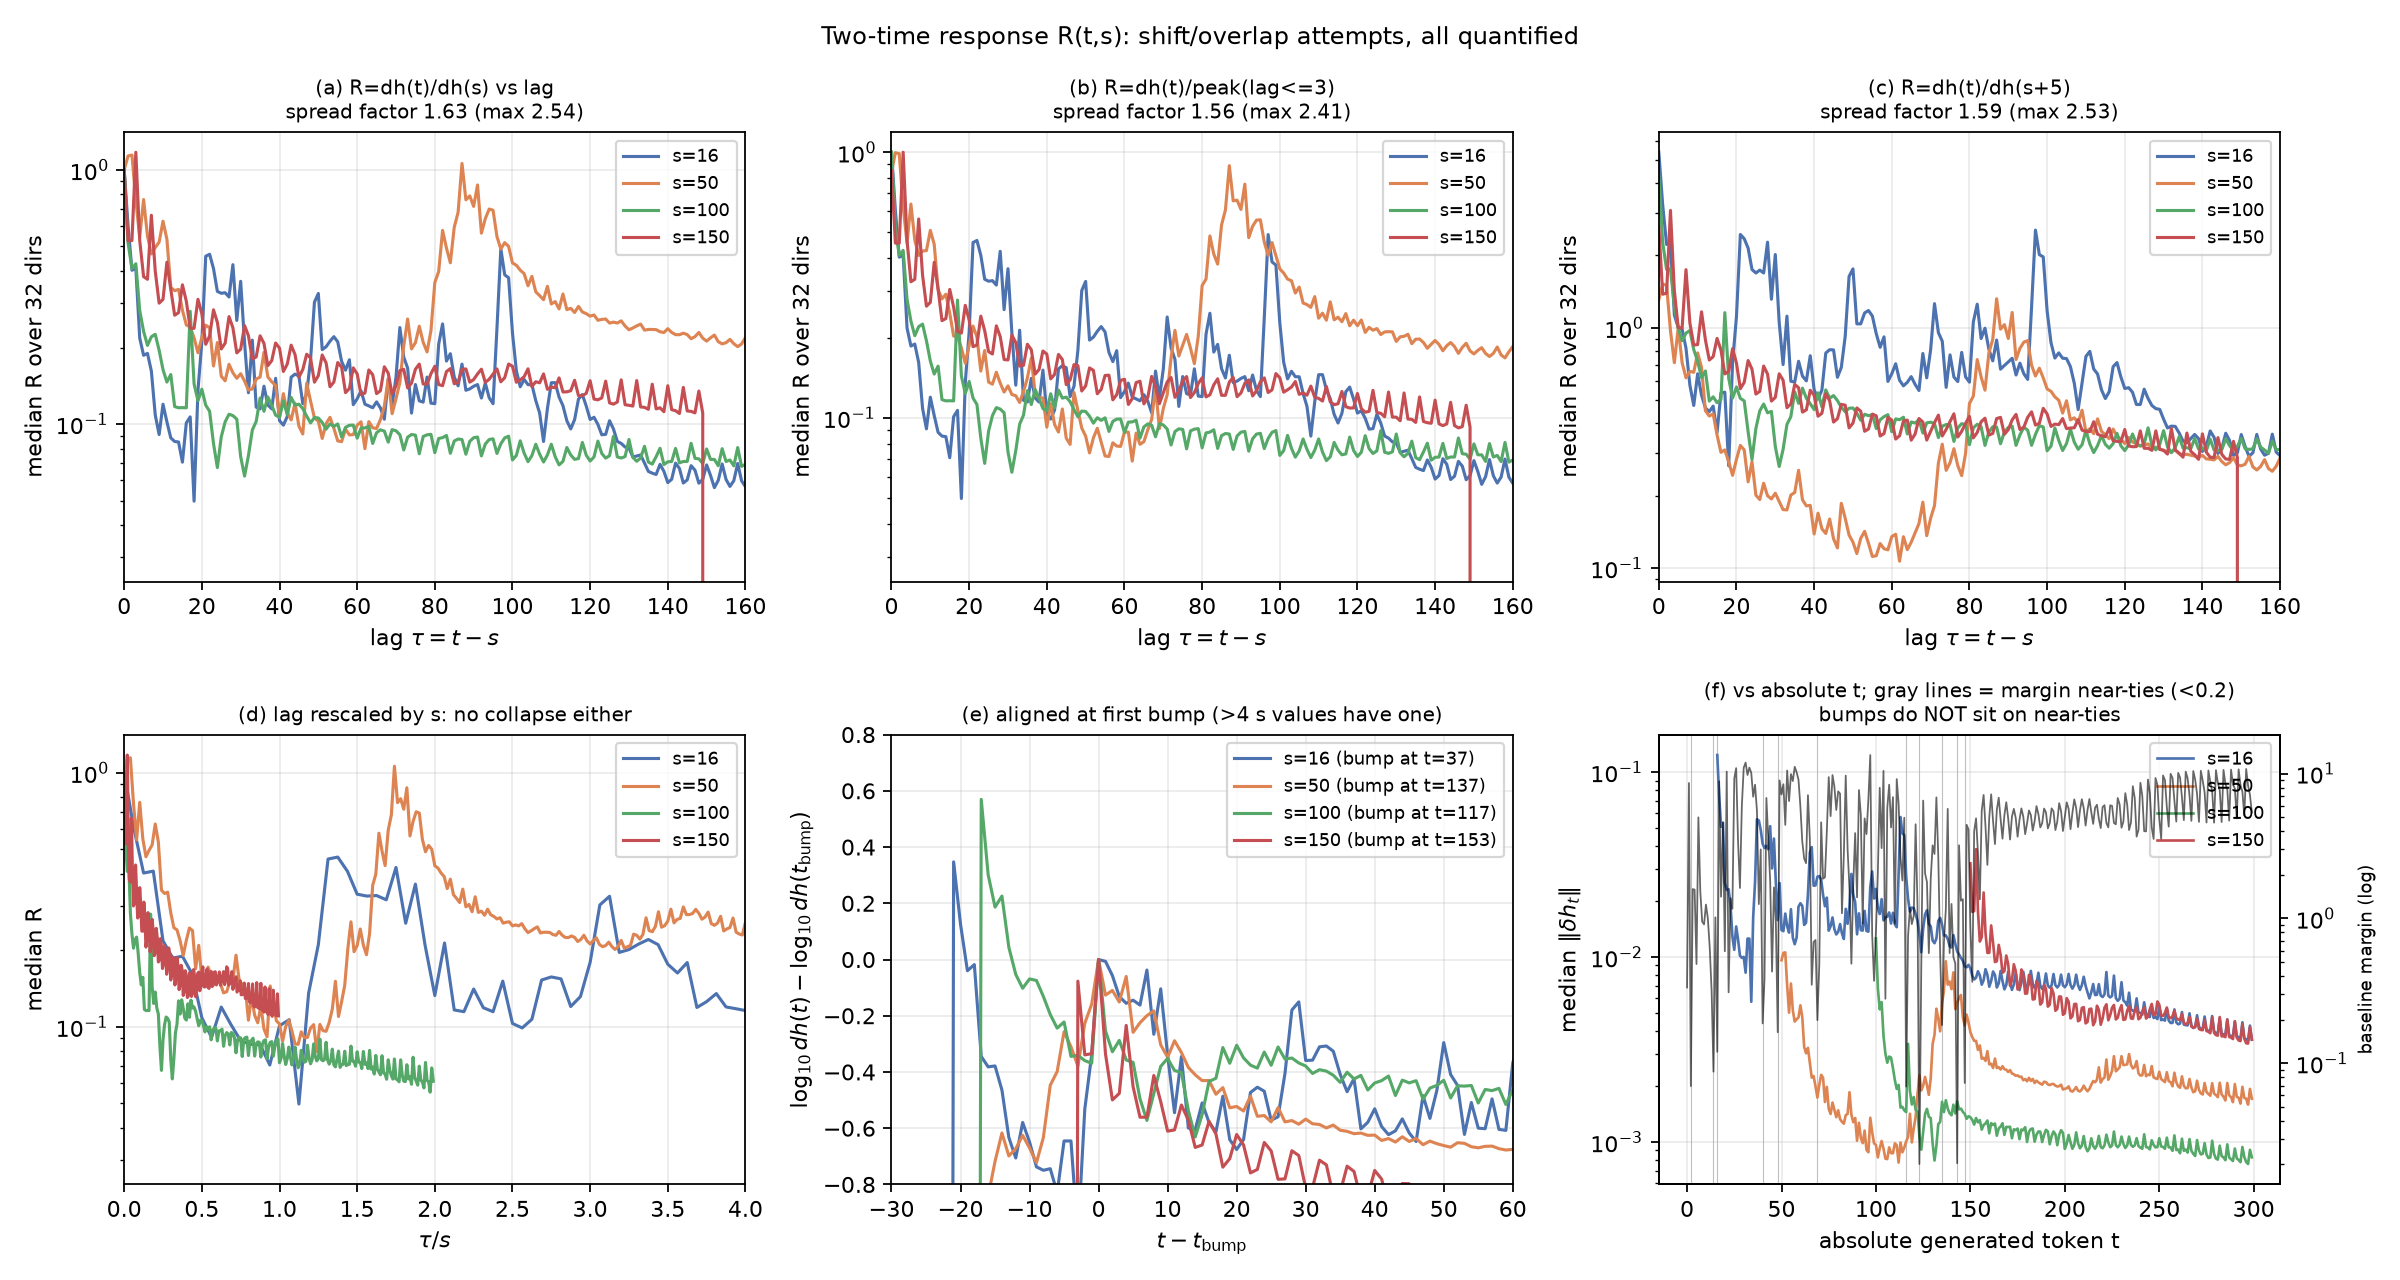 Two-time response R(t,s): shift/overlap attempts, all quantified
(a) R=dh(t)/dh(s) vs lag
spread factor 1.63 (max 2.54)
median R over 32 dirs
10⁰
10⁻¹
s=16
s=50
s=100
s=150
0 20 40 60 80 100 120 140 160
lag τ = t − s
(b) R=dh(t)/peak(lag<=3)
spread factor 1.56 (max 2.41)
median R over 32 dirs
10⁰
10⁻¹
s=16
s=50
s=100
s=150
0 20 40 60 80 100 120 140 160
lag τ = t − s
(c) R=dh(t)/dh(s+5)
spread factor 1.59 (max 2.53)
median R over 32 dirs
10⁰
10⁻¹
s=16
s=50
s=100
s=150
0 20 40 60 80 100 120 140 160
lag τ = t − s
(d) lag rescaled by s: no collapse either
median R
10⁰
10⁻¹
s=16
s=50
s=100
s=150
0.0 0.5 1.0 1.5 2.0 2.5 3.0 3.5 4.0
τ/s
(e) aligned at first bump (>4 s values have one)
log₁₀ dh(t) − log₁₀ dh(t_bump)
0.8
0.6
0.4
0.2
0.0
−0.2
−0.4
−0.6
−0.8
s=16 (bump at t=37)
s=50 (bump at t=137)
s=100 (bump at t=117)
s=150 (bump at t=153)
−30 −20 −10 0 10 20 30 40 50 60
t − t_bump
(f) vs absolute t; gray lines = margin near-ties (<0.2)
bumps do NOT sit on near-ties
median ‖δh_t‖
10⁻¹
10⁻²
10⁻³
s=16
s=50
s=100
s=150
10¹
10⁰
10⁻¹
baseline margin (log)
0 50 100 150 200 250 300
absolute generated token t